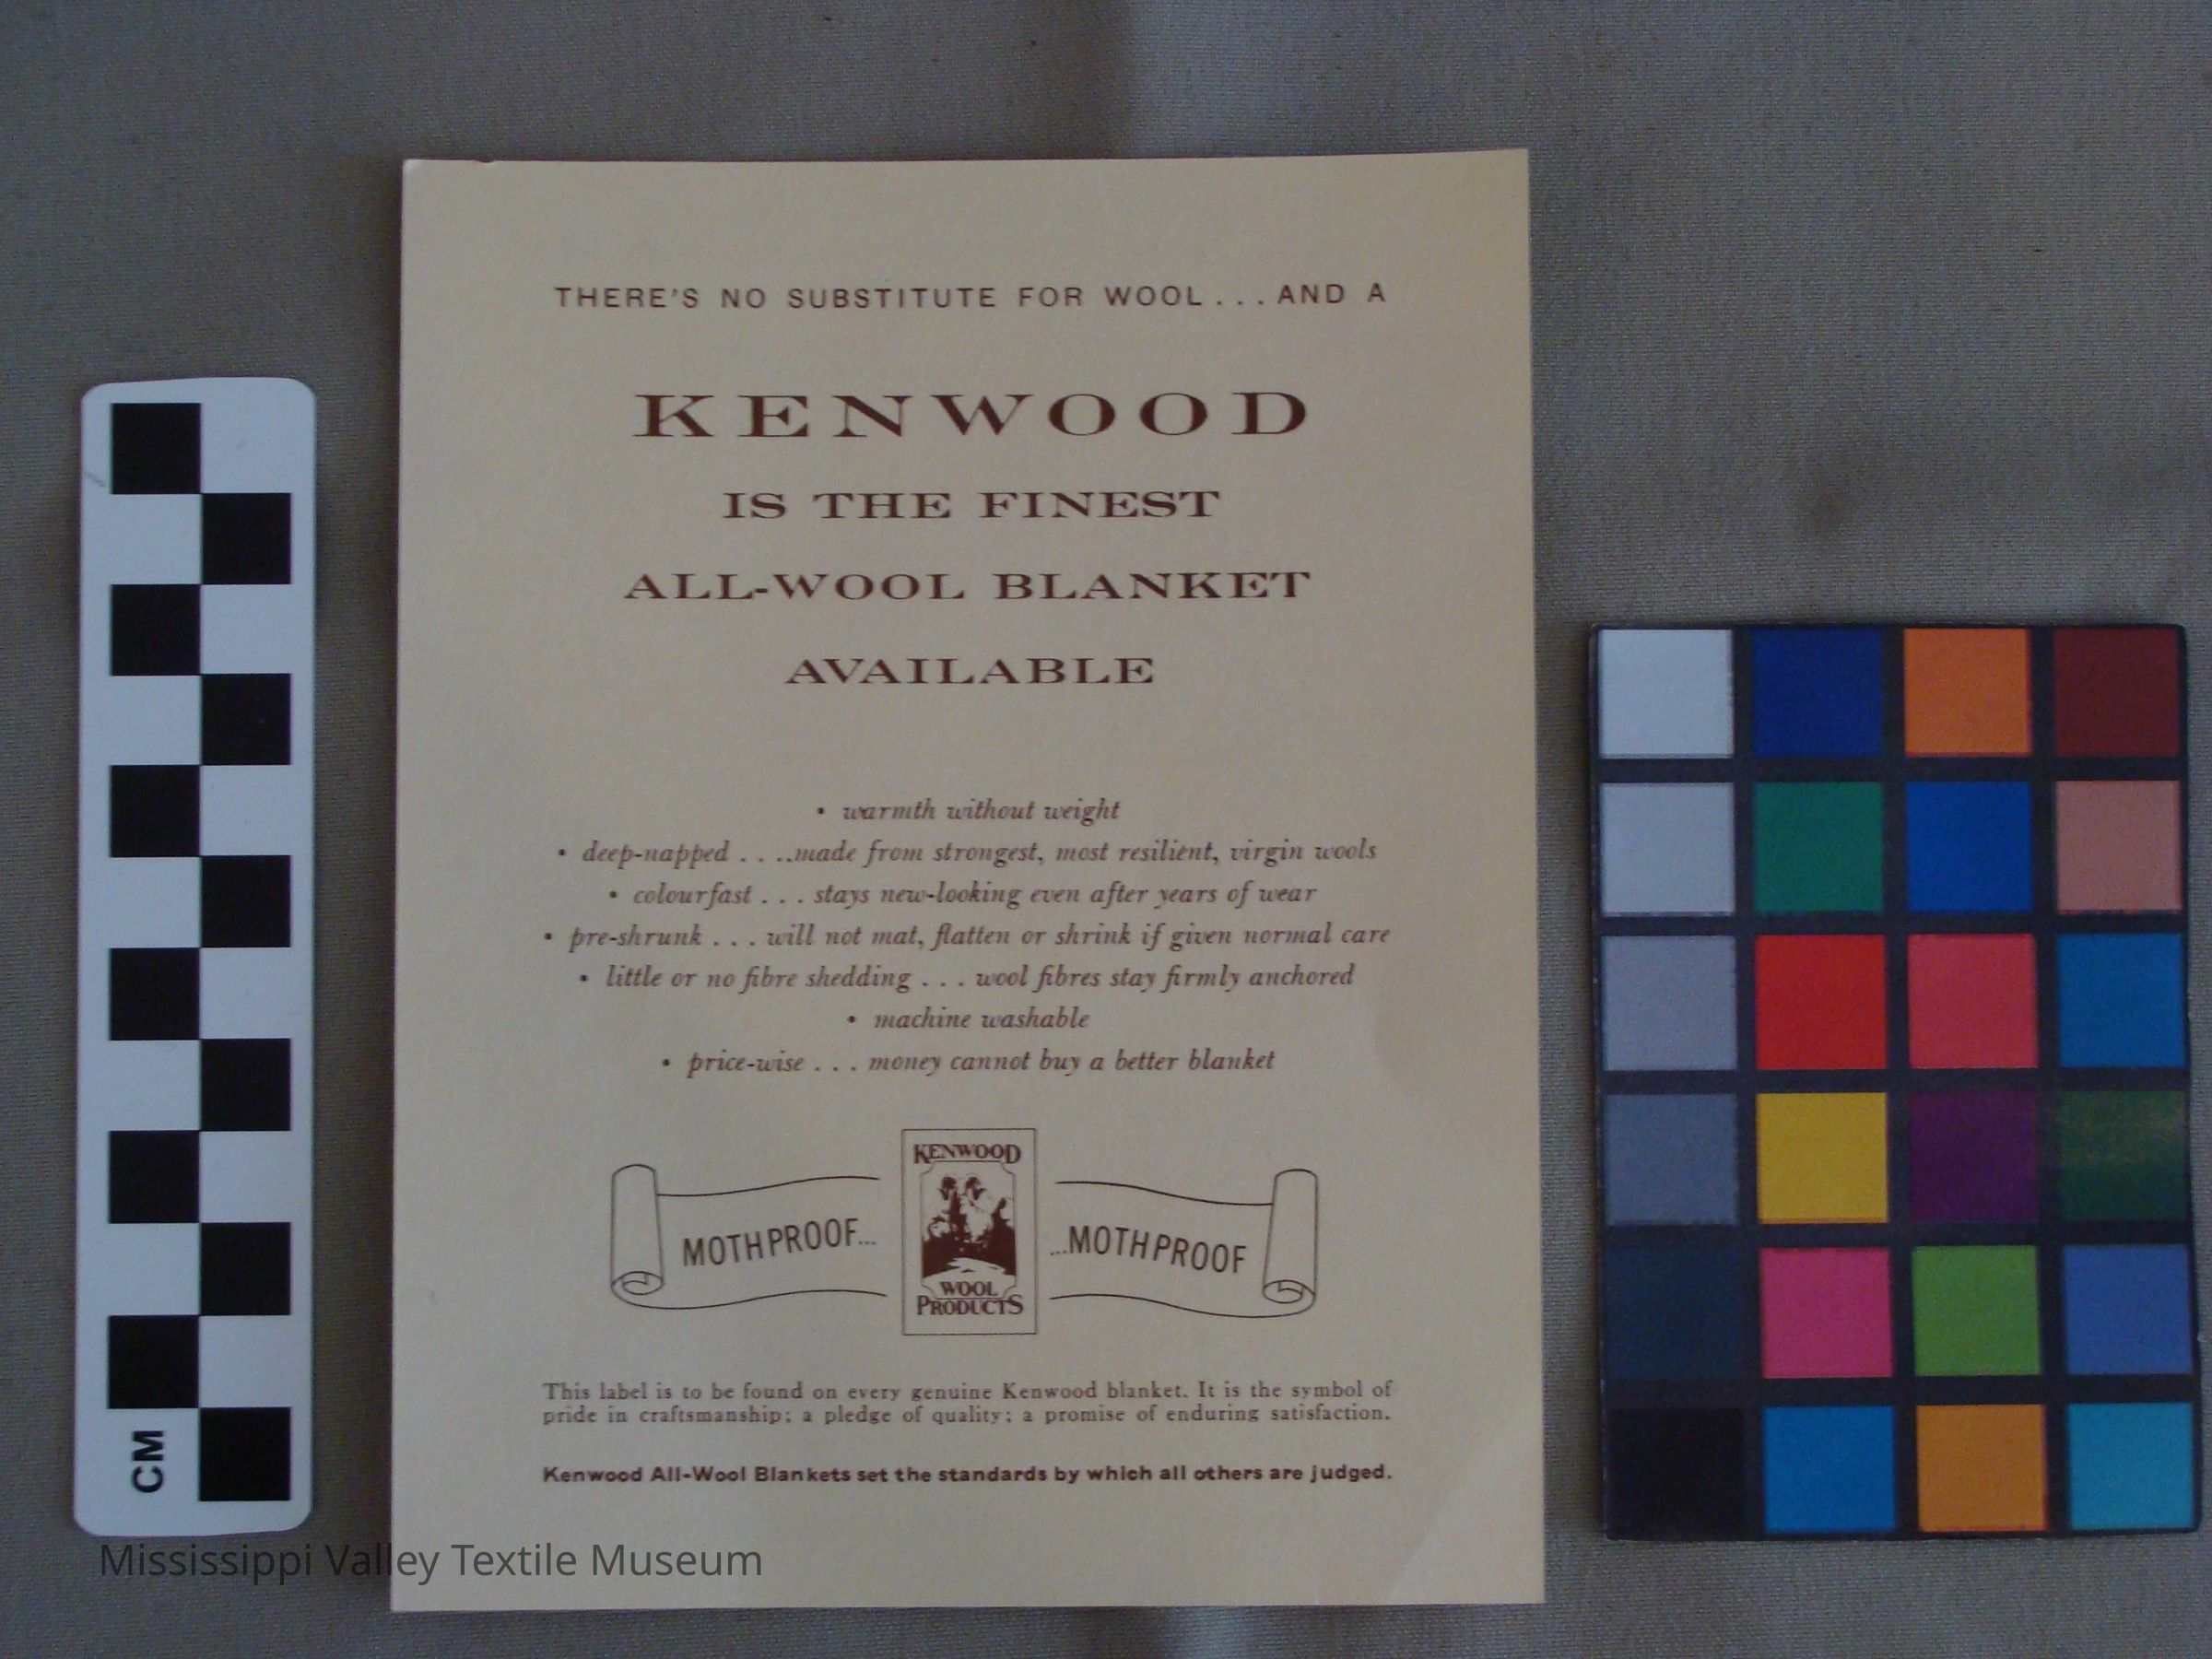 THERE'S NO SUBSTITUTE FOR WOOL . . . AND A
KENWOOD
IS THE FINEST
ALL-WOOL BLANKET
AVAILABLE
• warmth without weight
• deep-napped . . ..made from strongest, most resilient, virgin wools
• colourfast . . . stays new-looking even after years of wear
• pre-shrunk . . . will not mat, flatten or shrink if given normal care
• little or no fibre shedding . . . wool fibres stay firmly anchored
• machine washable
• price-wise . . . money cannot buy a better blanket
KENWOOD
MOTHPROOF...
...MOTHPROOF
WOOL
PRODUCTS
This label is to be found on every genuine Kenwood blanket. It is the symbol of
pride in craftsmanship; a pledge of quality; a promise of enduring satisfaction.
Kenwood All-Wool Blankets set the standards by which all others are judged.
CM
Mississippi Valley Textile Museum